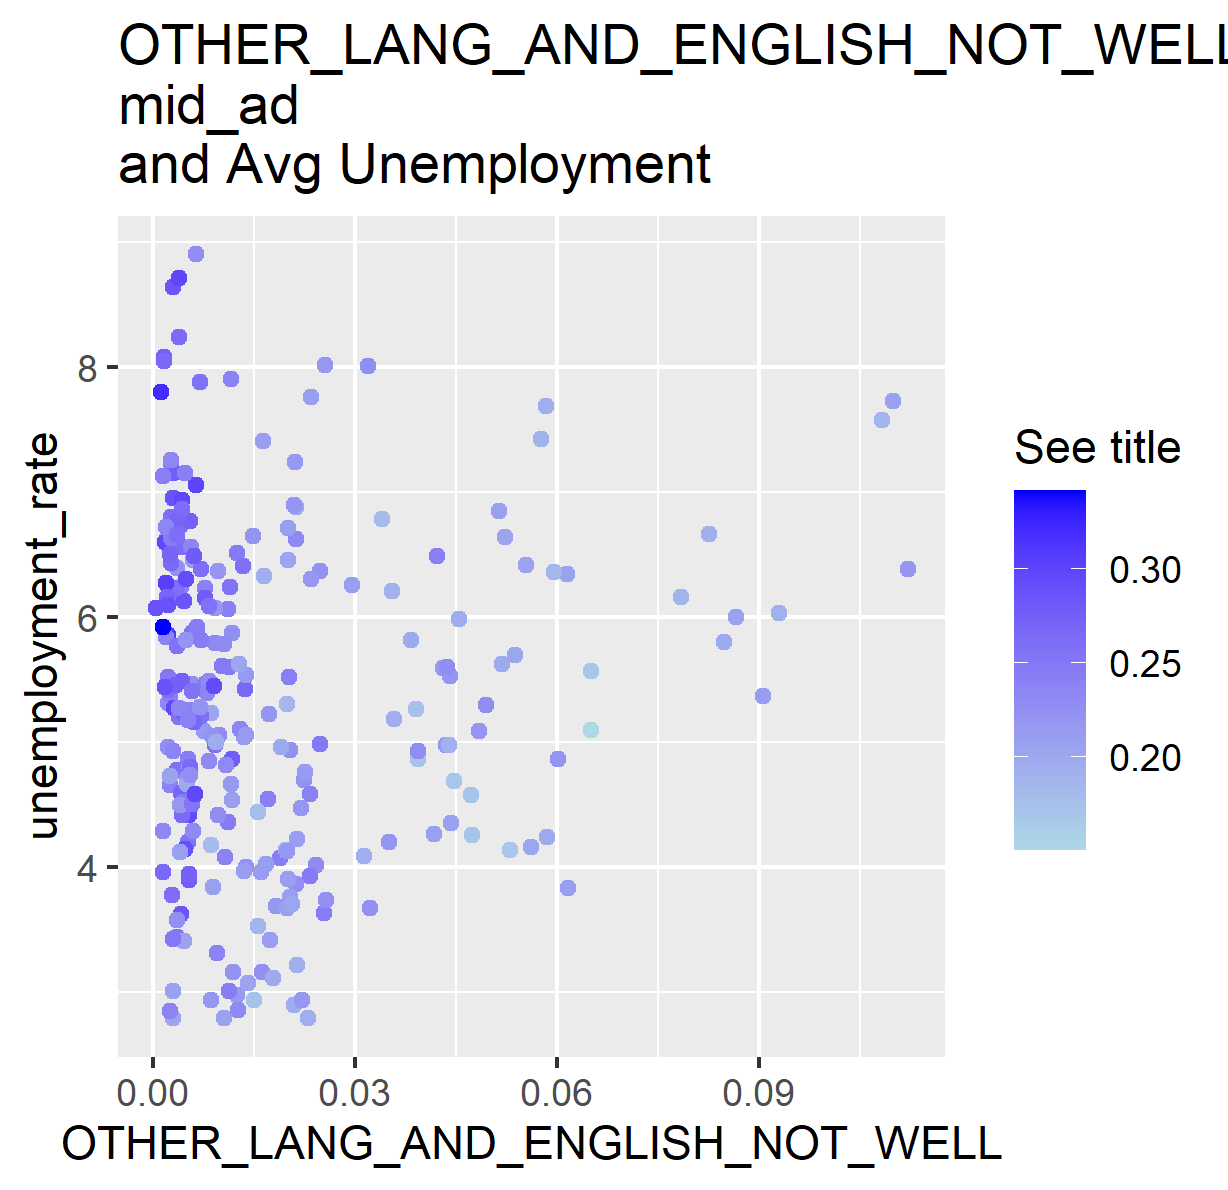 OTHER_LANG_AND_ENGLISH_NOT_WELL
mid_ad
and Avg Unemployment
unemployment_rate
8
6
4
0.00 0.03 0.06 0.09
OTHER_LANG_AND_ENGLISH_NOT_WELL
See title
0.30
0.25
0.20